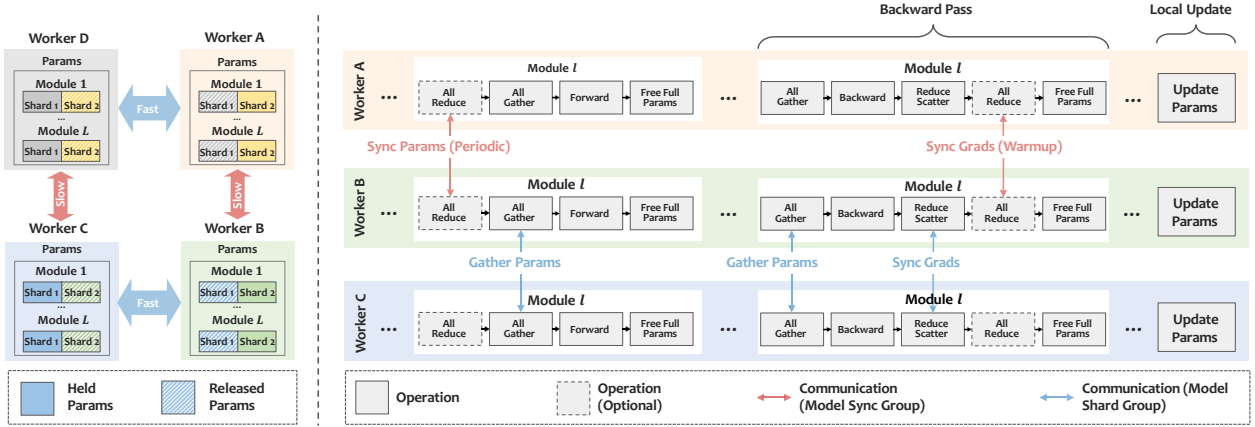 Worker D
Params
Module 1
Shard 1 Shard 2
...
Module L
Shard 1 Shard 2
Fast
Worker A
Params
Module 1
Shard 1 Shard 2
...
Module L
Shard 1 Shard 2
Slow
Slow
Worker C
Params
Module 1
Shard 1 Shard 2
...
Module L
Shard 1 Shard 2
Fast
Worker B
Params
Module 1
Shard 1 Shard 2
...
Module L
Shard 1 Shard 2
Held
Params
Released
Params
Backward Pass
Local Update
Worker A
...
Module l
All
Reduce
All
Gather
Forward
Free Full
Params
...
Module l
All
Gather
Backward
Reduce
Scatter
All
Reduce
Free Full
Params
...
Update
Params
Sync Params (Periodic)
Sync Grads (Warmup)
Worker B
...
Module l
All
Reduce
All
Gather
Forward
Free Full
Params
...
Module l
All
Gather
Backward
Reduce
Scatter
All
Reduce
Free Full
Params
...
Update
Params
Gather Params
Gather Params
Sync Grads
Worker C
...
Module l
All
Reduce
All
Gather
Forward
Free Full
Params
...
Module l
All
Gather
Backward
Reduce
Scatter
All
Reduce
Free Full
Params
...
Update
Params
Operation
Operation
(Optional)
Communication
(Model Sync Group)
Communication (Model
Shard Group)